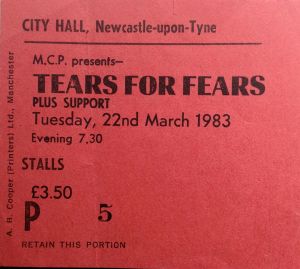 CITY HALL, Newcastle-upon-Tyne
M.C.P. presents—
TEARS FOR FEARS
PLUS SUPPORT
Tuesday, 22nd March 1983
Evening 7.30
STALLS
£3.50
P 5
RETAIN THIS PORTION
A. H. Cooper (Printers) Ltd., Manchester